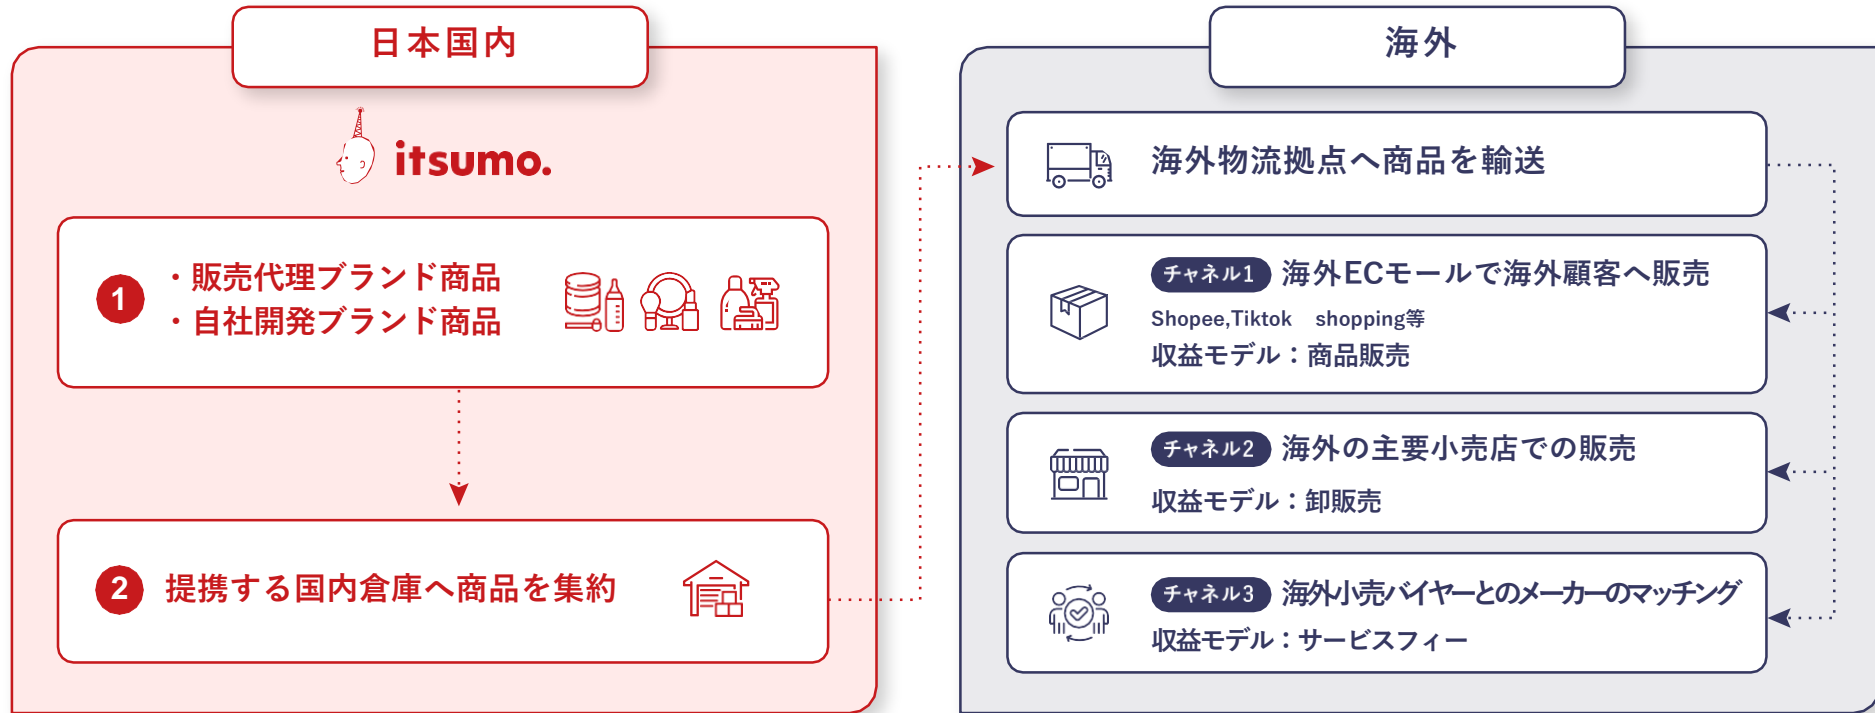 日本国内
itsumo.
1
・販売代理ブランド商品
・自社開発ブランド商品
2 提携する国内倉庫へ商品を集約
海外
海外物流拠点へ商品を輸送
チャネル1 海外ECモールで海外顧客へ販売
Shopee,Tiktok　shopping等
収益モデル：商品販売
チャネル2 海外の主要小売店での販売
収益モデル：卸販売
チャネル3 海外小売バイヤーとのメーカーのマッチング
収益モデル：サービスフィー